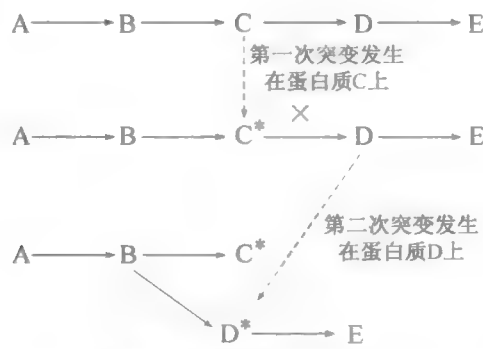 A B C D E
第一次突变发生
在蛋白质C上
A B C* × D E
第二次突变发生
在蛋白质D上
A B C*
D* E